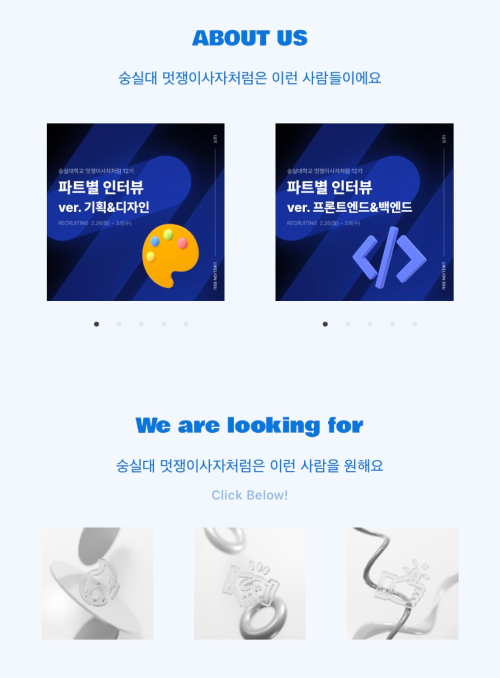 ABOUT US
숭실대 멋쟁이사자처럼은 이런 사람들이에요
숭실대학교 멋쟁이사자처럼 12기
파트별 인터뷰
ver. 기획&디자인
숭실대학교 멋쟁이사자처럼 12기
파트별 인터뷰
ver. 프론트엔드&백엔드
We are looking for
숭실대 멋쟁이사자처럼은 이런 사람을 원해요
Click Below!